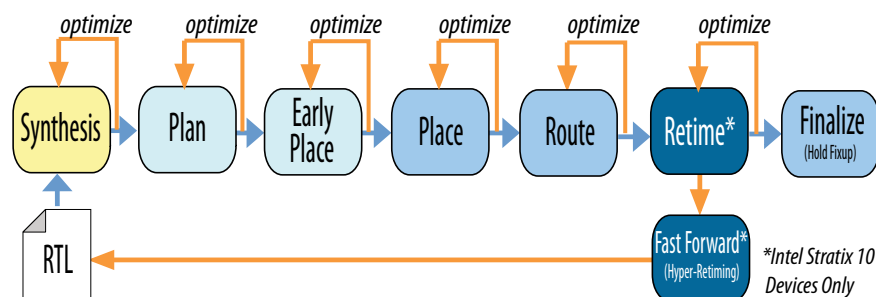 optimize optimize optimize optimize optimize optimize
Synthesis Plan Early Place Place Route Retime* Finalize
(Hold Fixup)
RTL
Fast Forward*
(Hyper-Retiming)
*Intel Stratix 10
Devices Only